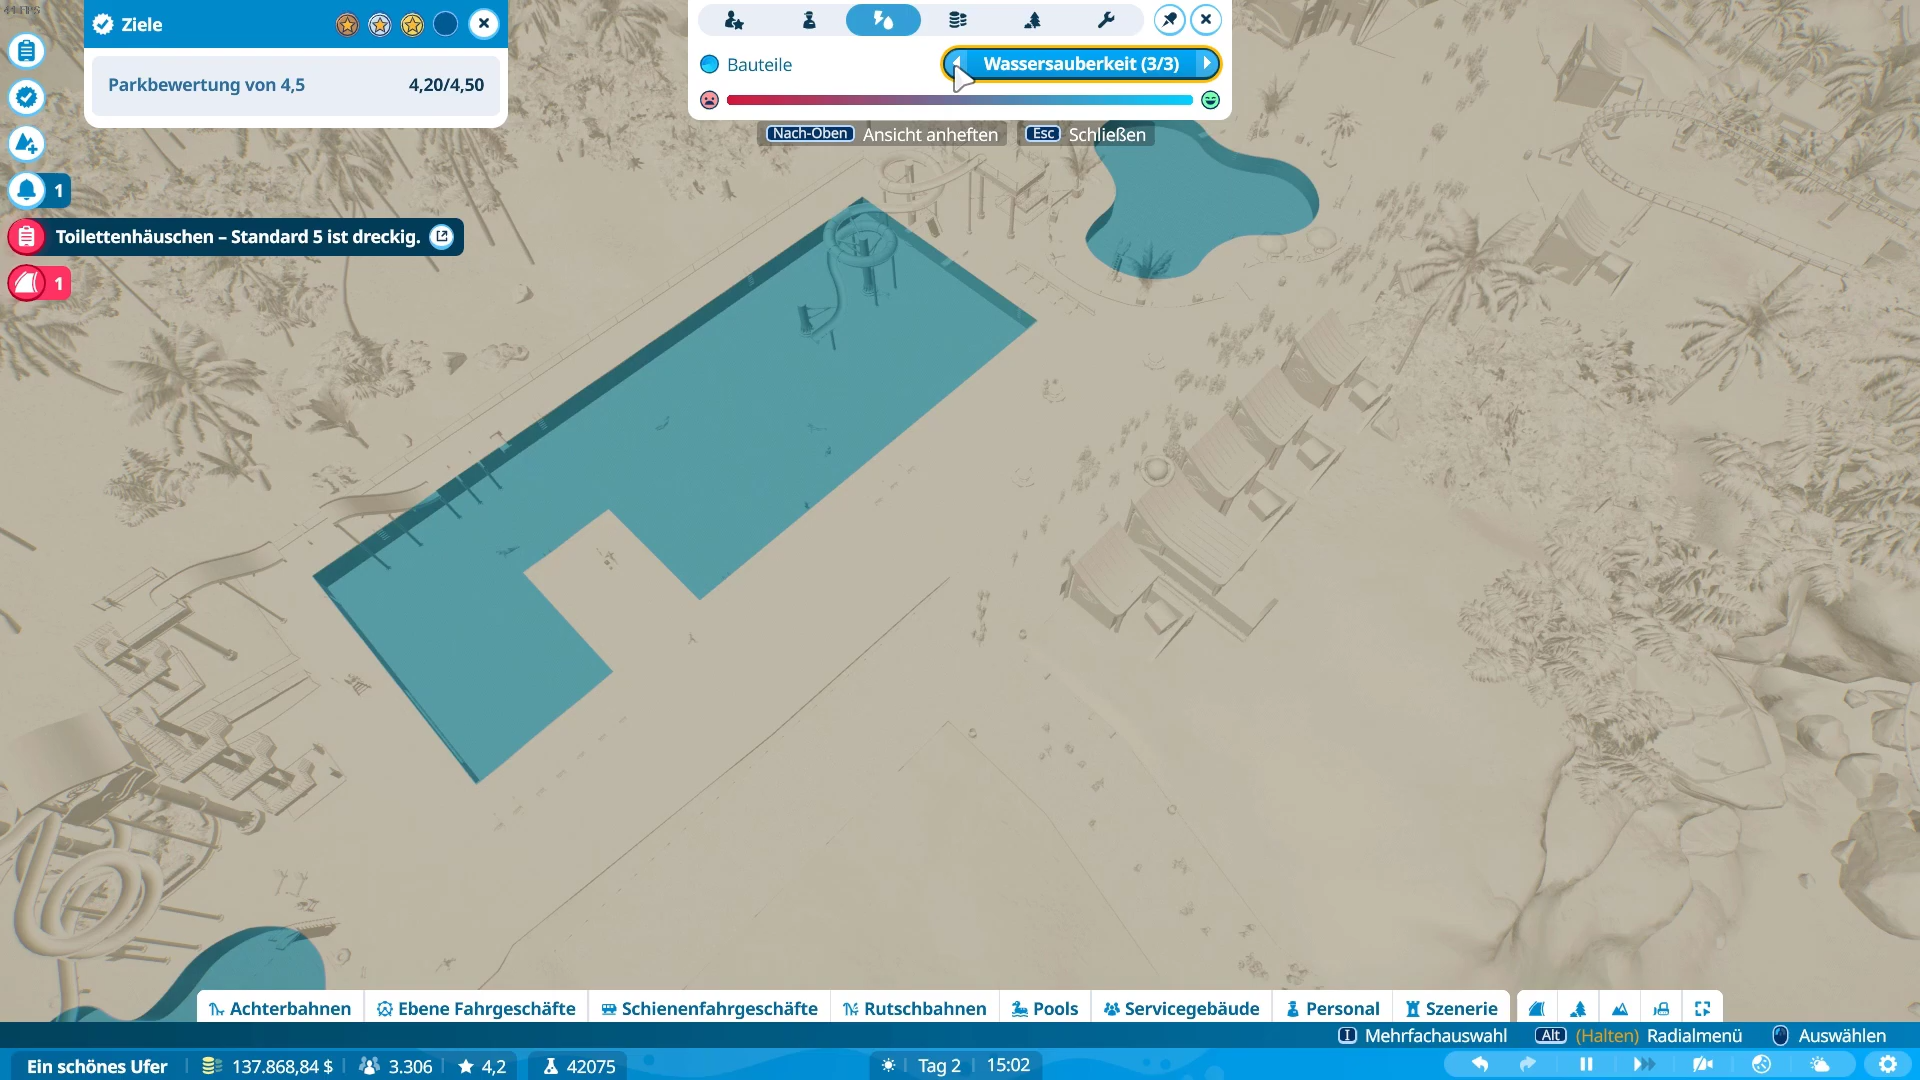 Ziele
Parkbewertung von 4,5
4,20/4,50
1
Toilettenhäuschen – Standard 5 ist dreckig.
1
Bauteile
Wassersauberkeit (3/3)
Nach-Oben Ansicht anheften
Esc Schließen
Achterbahnen
Ebene Fahrgeschäfte
Schienenfahrgeschäfte
Rutschbahnen
Pools
Servicegebäude
Personal
Szenerie
I Mehrfachauswahl
Alt (Halten) Radialmenü
Auswählen
Ein schönes Ufer
137.868,84 $
3.306
4,2
42075
Tag 2
15:02